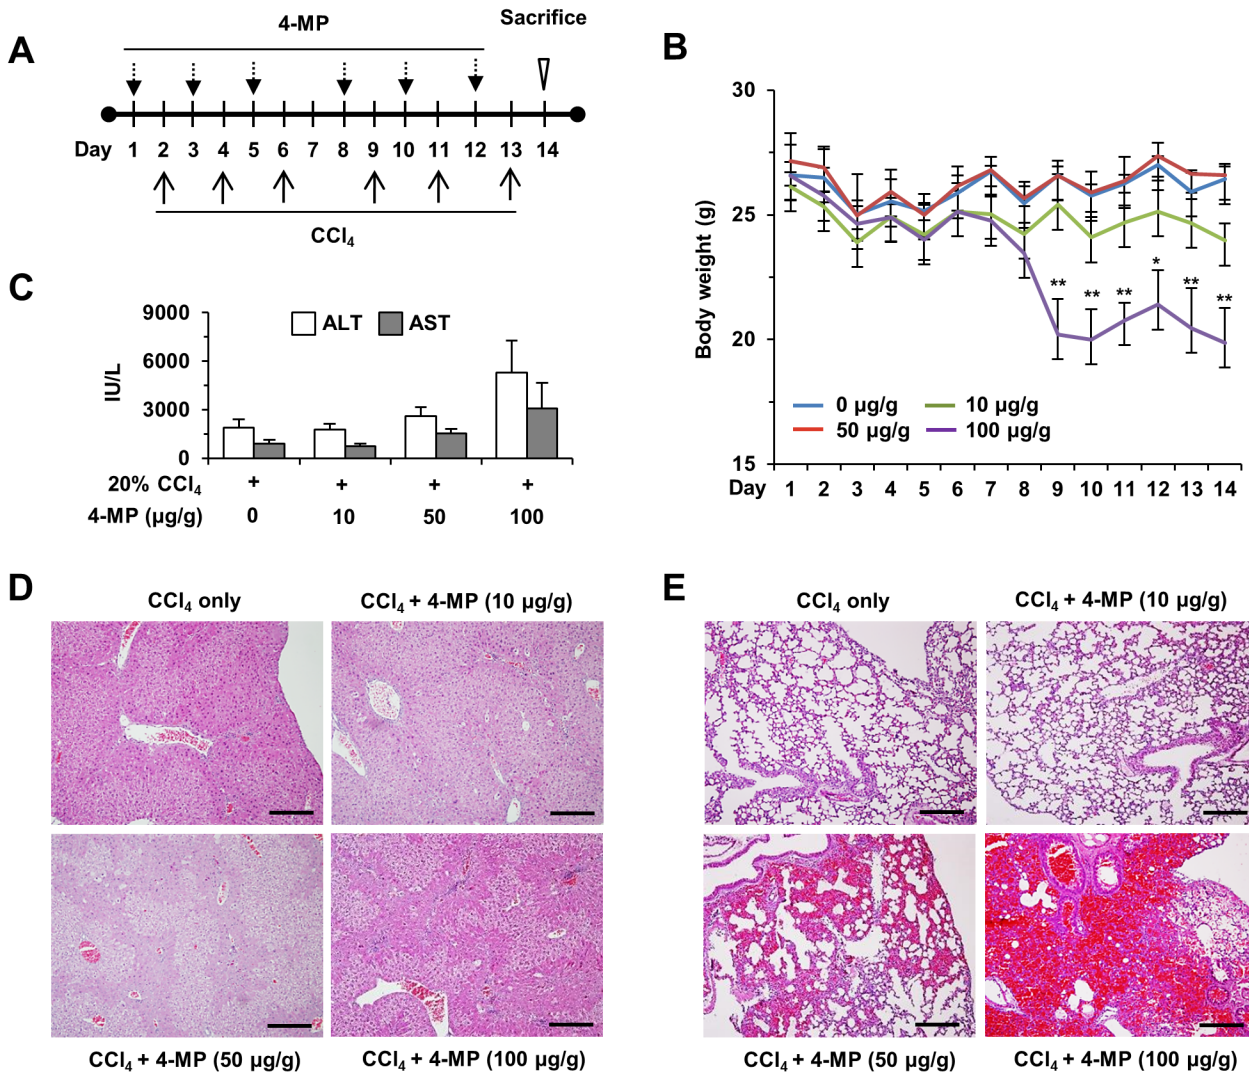 A
4-MP
Sacrifice
Day 1 2 3 4 5 6 7 8 9 10 11 12 13 14
CCl₄
B
Body weight (g)
30
25
20
15
** ** ** * ** **
0 µg/g
10 µg/g
50 µg/g
100 µg/g
Day 1 2 3 4 5 6 7 8 9 10 11 12 13 14
C
IU/L
9000
6000
3000
0
ALT AST
20% CCl₄ + + + +
4-MP (µg/g) 0 10 50 100
D
CCl₄ only
CCl₄ + 4-MP (10 µg/g)
CCl₄ + 4-MP (50 µg/g)
CCl₄ + 4-MP (100 µg/g)
E
CCl₄ only
CCl₄ + 4-MP (10 µg/g)
CCl₄ + 4-MP (50 µg/g)
CCl₄ + 4-MP (100 µg/g)